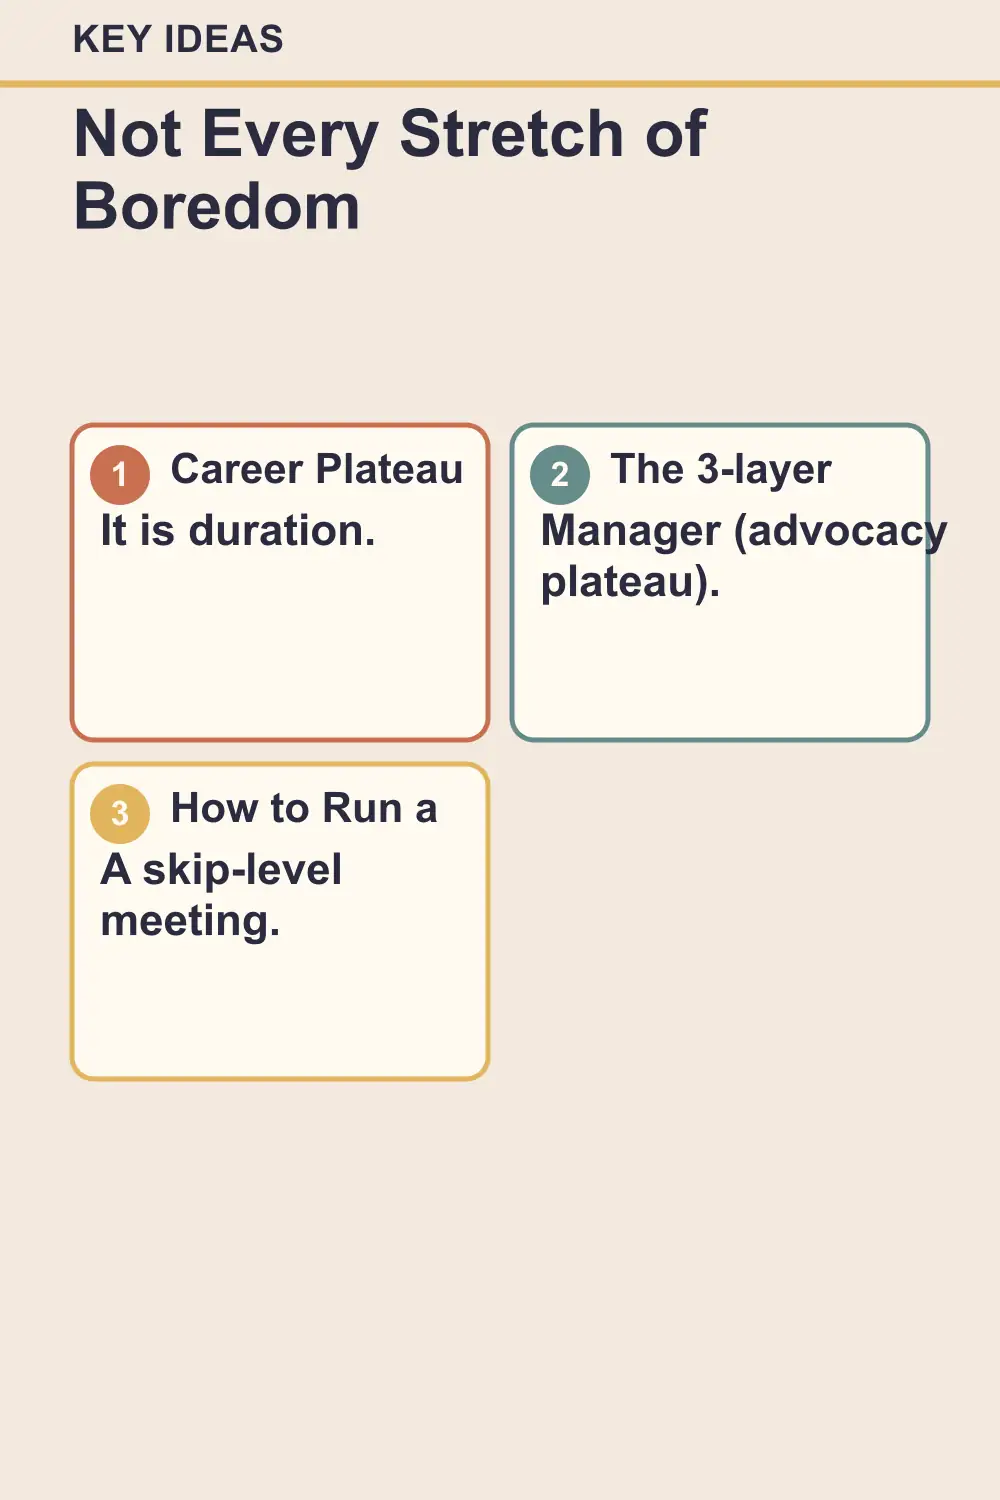 KEY IDEAS
Not Every Stretch of
Boredom
1 Career Plateau
It is duration.
2 The 3-layer
Manager (advocacy
plateau).
3 How to Run a
A skip-level
meeting.